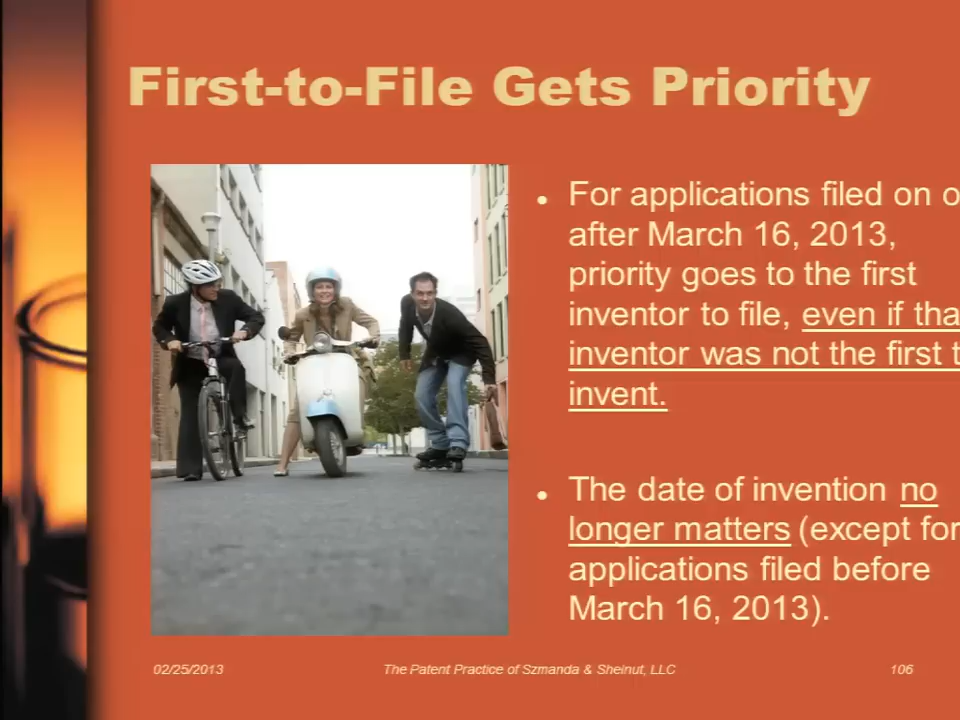 First-to-File Gets Priority
• For applications filed on o
after March 16, 2013,
priority goes to the first
inventor to file, even if tha
inventor was not the first t
invent.
• The date of invention no
longer matters (except for
applications filed before
March 16, 2013).
02/25/2013 The Patent Practice of Szmanda & Shelnut, LLC 106